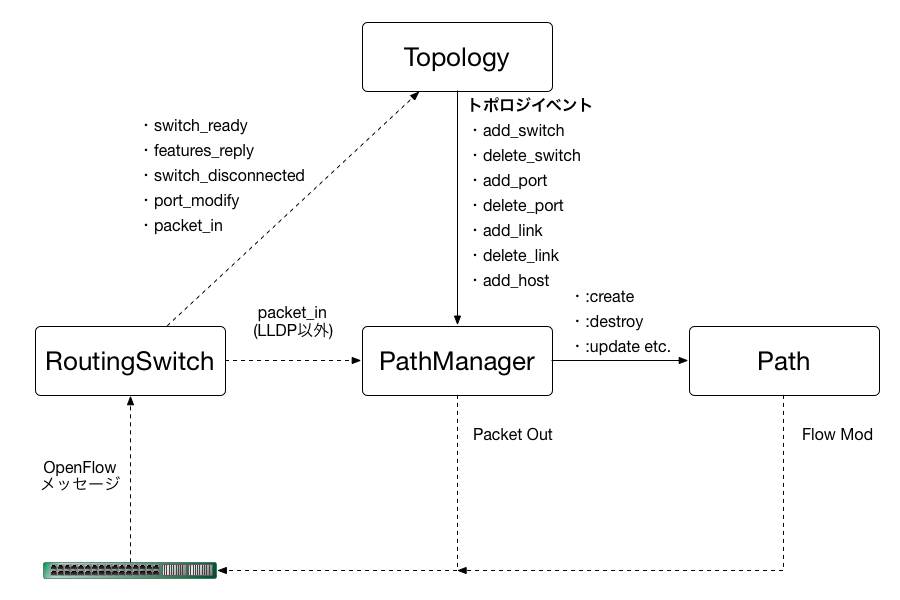 Topology
トポロジイベント
・add_switch
・delete_switch
・add_port
・delete_port
・add_link
・delete_link
・add_host
・switch_ready
・features_reply
・switch_disconnected
・port_modify
・packet_in
packet_in
(LLDP以外)
・:create
・:destroy
・:update etc.
RoutingSwitch
PathManager
Path
Packet Out
Flow Mod
OpenFlow
メッセージ